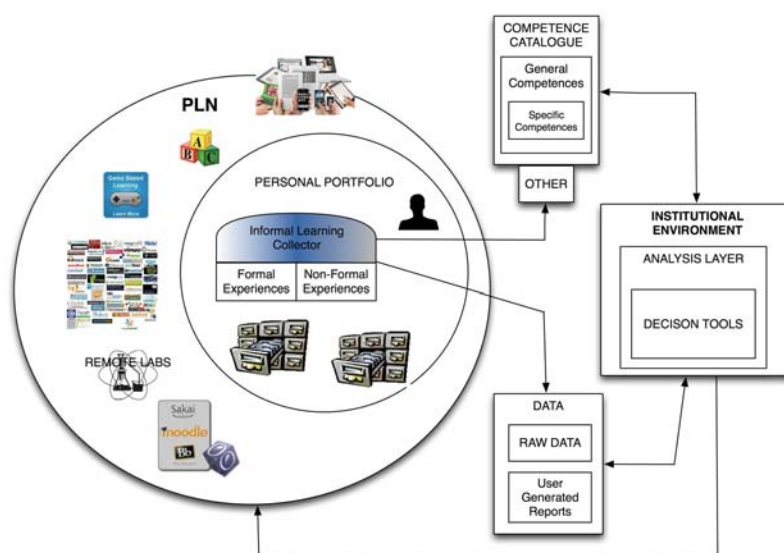 PLN
A
B
C
Game Based
Learning
Learn More
PERSONAL PORTFOLIO
Informal Learning
Collector
Formal
Experiences
Non-Formal
Experiences
REMOTE LABS
Sakai
moodle
Bb
COMPETENCE
CATALOGUE
General
Competences
Specific
Competences
OTHER
INSTITUTIONAL
ENVIRONMENT
ANALYSIS LAYER
DECISON TOOLS
DATA
RAW DATA
User
Generated
Reports